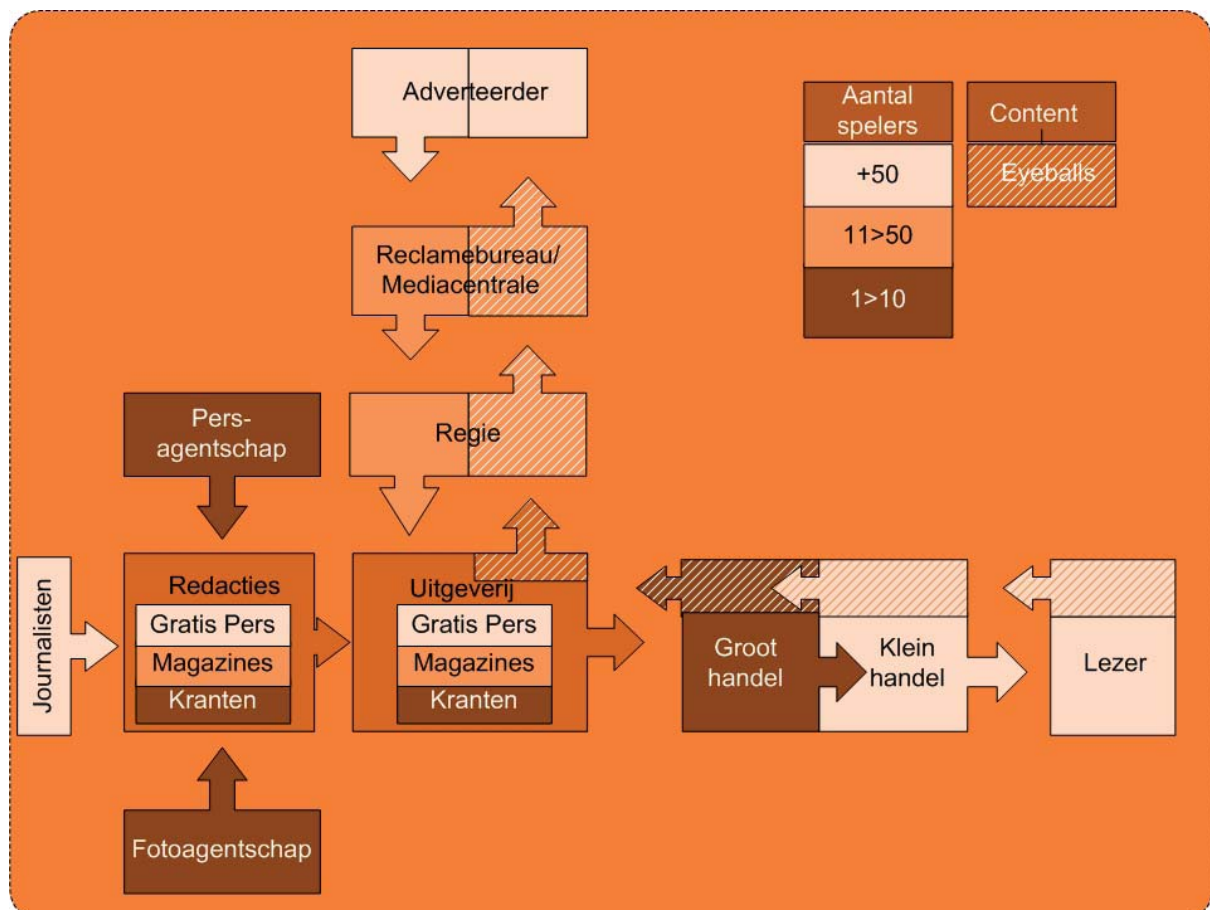 Adverteerder
Aantal
spelers
Content
+50
Eyeballs
11>50
1>10
Reclamebureau/
Mediacentrale
Pers-
agentschap
Regie
Journalisten
Redacties
Gratis Pers
Magazines
Kranten
Uitgeverij
Gratis Pers
Magazines
Kranten
Groot
handel
Klein
handel
Lezer
Fotoagentschap